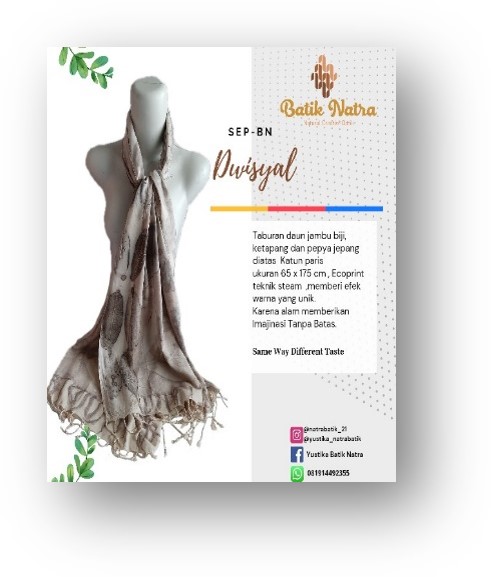 Batik Natra
SEP-BN
Dwisyal
Taburan daun jambu biji,
ketapang dan pepya jepang
diatas Katun paris
ukuran 65 x 175 cm , Ecoprint
teknik steam ,memberi efek
warna yang unik.
Karena alam memberikan
Imajinasi Tanpa Batas.
Same Way Different Taste
@natrabatik_21
@yustika_natrabatik
Yustika Batik Natra
081914492355